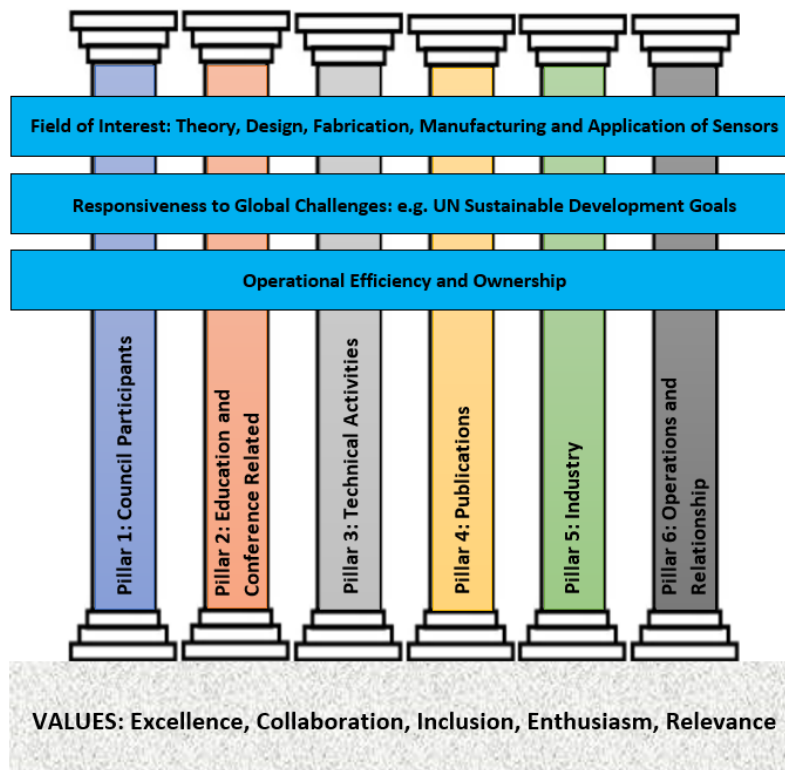 Field of Interest: Theory, Design, Fabrication, Manufacturing and Application of Sensors
Responsiveness to Global Challenges: e.g. UN Sustainable Development Goals
Operational Efficiency and Ownership
Pillar 1: Council Participants
Pillar 2: Education and
Conference Related
Pillar 3: Technical Activities
Pillar 4: Publications
Pillar 5: Industry
Pillar 6: Operations and
Relationship
VALUES: Excellence, Collaboration, Inclusion, Enthusiasm, Relevance